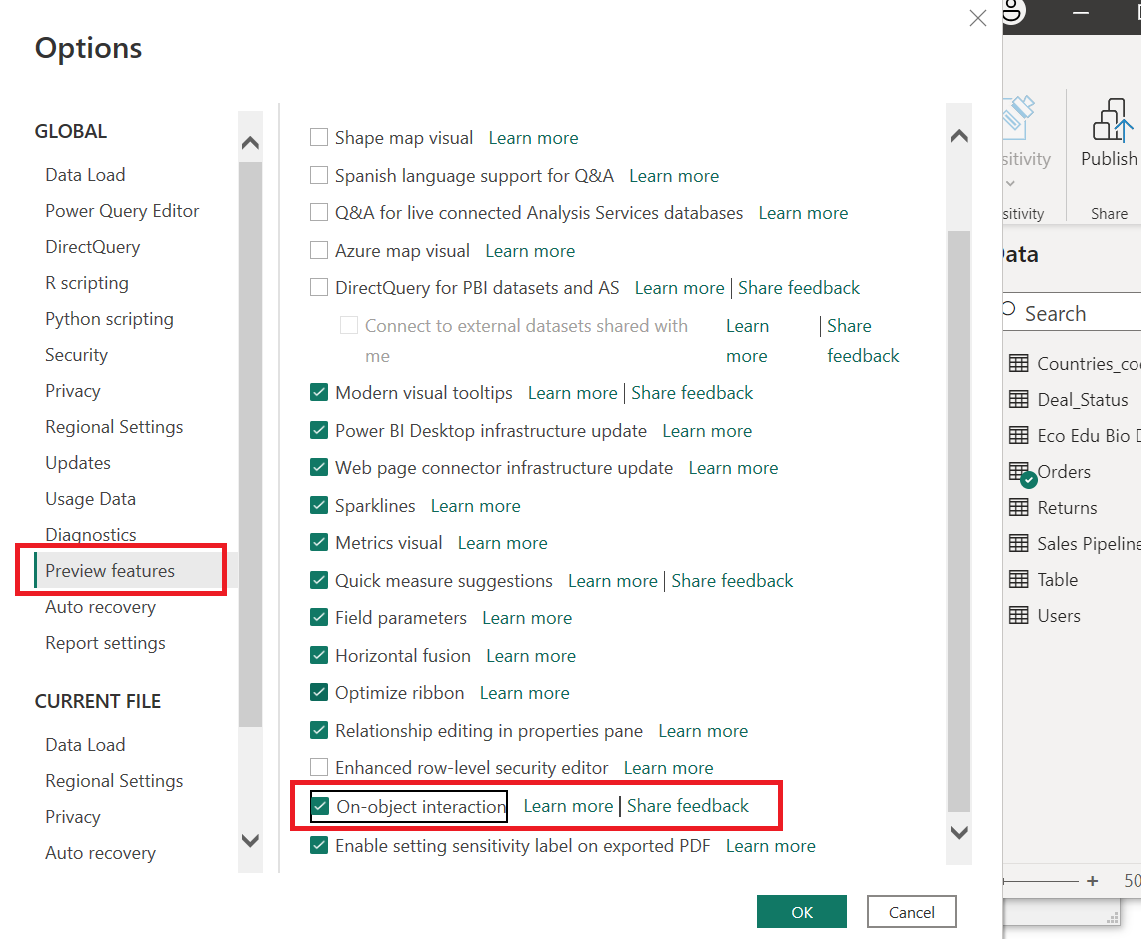 Options
GLOBAL
Data Load
Power Query Editor
DirectQuery
R scripting
Python scripting
Security
Privacy
Regional Settings
Updates
Usage Data
Diagnostics
Preview features
Auto recovery
Report settings
CURRENT FILE
Data Load
Regional Settings
Privacy
Auto recovery
Shape map visual Learn more
Spanish language support for Q&A Learn more
Q&A for live connected Analysis Services databases Learn more
Azure map visual Learn more
DirectQuery for PBI datasets and AS Learn more | Share feedback
Connect to external datasets shared with me Learn more | Share feedback
Modern visual tooltips Learn more | Share feedback
Power BI Desktop infrastructure update Learn more
Web page connector infrastructure update Learn more
Sparklines Learn more
Metrics visual Learn more
Quick measure suggestions Learn more | Share feedback
Field parameters Learn more
Horizontal fusion Learn more
Optimize ribbon Learn more
Relationship editing in properties pane Learn more
Enhanced row-level security editor Learn more
On-object interaction Learn more | Share feedback
Enable setting sensitivity label on exported PDF Learn more
OK Cancel
sitivity
Publish
sitivity
Share
ata
Search
Countries_co
Deal_Status
Eco Edu Bio
Orders
Returns
Sales Pipeline
Table
Users
50